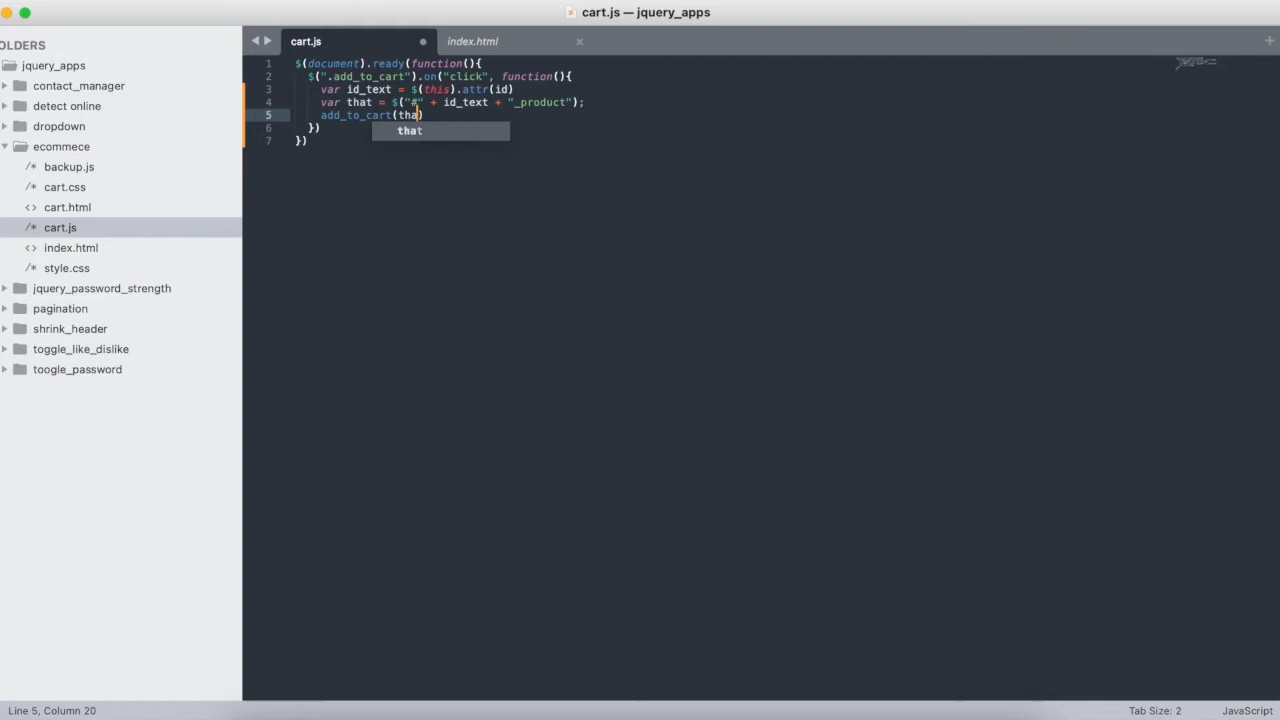 cart.js — jquery_apps
OLDERS
jquery_apps
contact_manager
detect online
dropdown
ecommece
/* backup.js
/* cart.css
<> cart.html
/* cart.js
<> index.html
/* style.css
jquery_password_strength
pagination
shrink_header
toggle_like_dislike
toogle_password
cart.js
index.html
1 $(document).ready(function(){
2 $(".add_to_cart").on("click", function(){
3 var id_text = $(this).attr(id)
4 var that = $("#" + id_text + "_product");
5 add_to_cart(tha)
that
6 })
7 })
Line 5, Column 20
Tab Size: 2
JavaScript